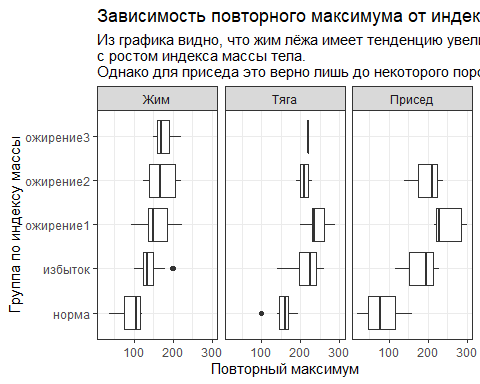 Зависимость повторного максимума от индек
Из графика видно, что жим лёжа имеет тенденцию увел
с ростом индекса массы тела.
Однако для приседа это верно лишь до некоторого поро
Жим Тяга Присед
Группа по индексу массы
ожирение3
ожирение2
ожирение1
избыток
норма
100 200 300 100 200 300 100 200 300
Повторный максимум